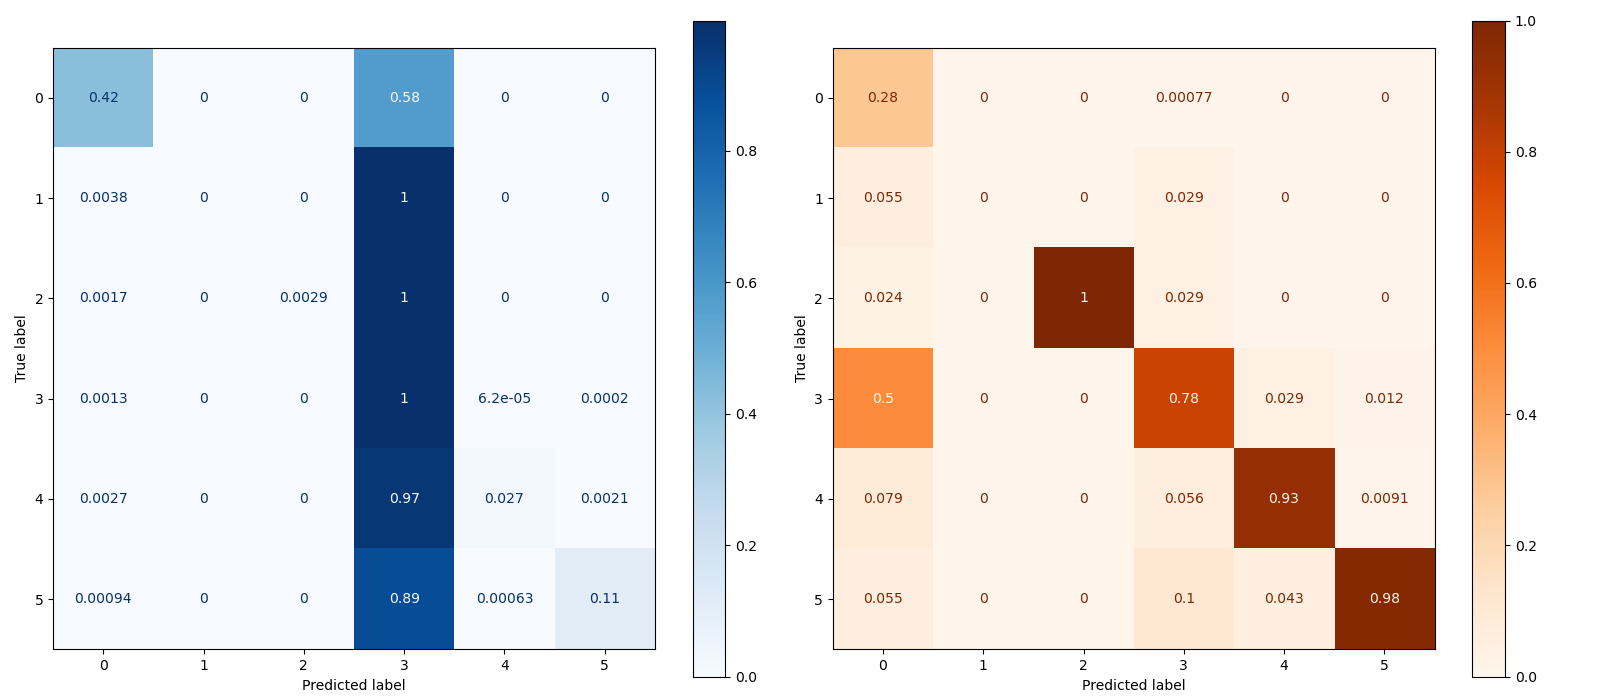 0 0.42 0 0 0.58 0 0
1 0.0038 0 0 1 0 0
2 0.0017 0 0.0029 1 0 0
3 0.0013 0 0 1 6.2e-05 0.0002
4 0.0027 0 0 0.97 0.027 0.0021
5 0.00094 0 0 0.89 0.00063 0.11
0 1 2 3 4 5
True label
Predicted label
0.8
0.6
0.4
0.2
0.0
0 0.28 0 0 0.00077 0 0
1 0.055 0 0 0.029 0 0
2 0.024 0 1 0.029 0 0
3 0.5 0 0 0.78 0.029 0.012
4 0.079 0 0 0.056 0.93 0.0091
5 0.055 0 0 0.1 0.043 0.98
0 1 2 3 4 5
True label
Predicted label
1.0
0.8
0.6
0.4
0.2
0.0